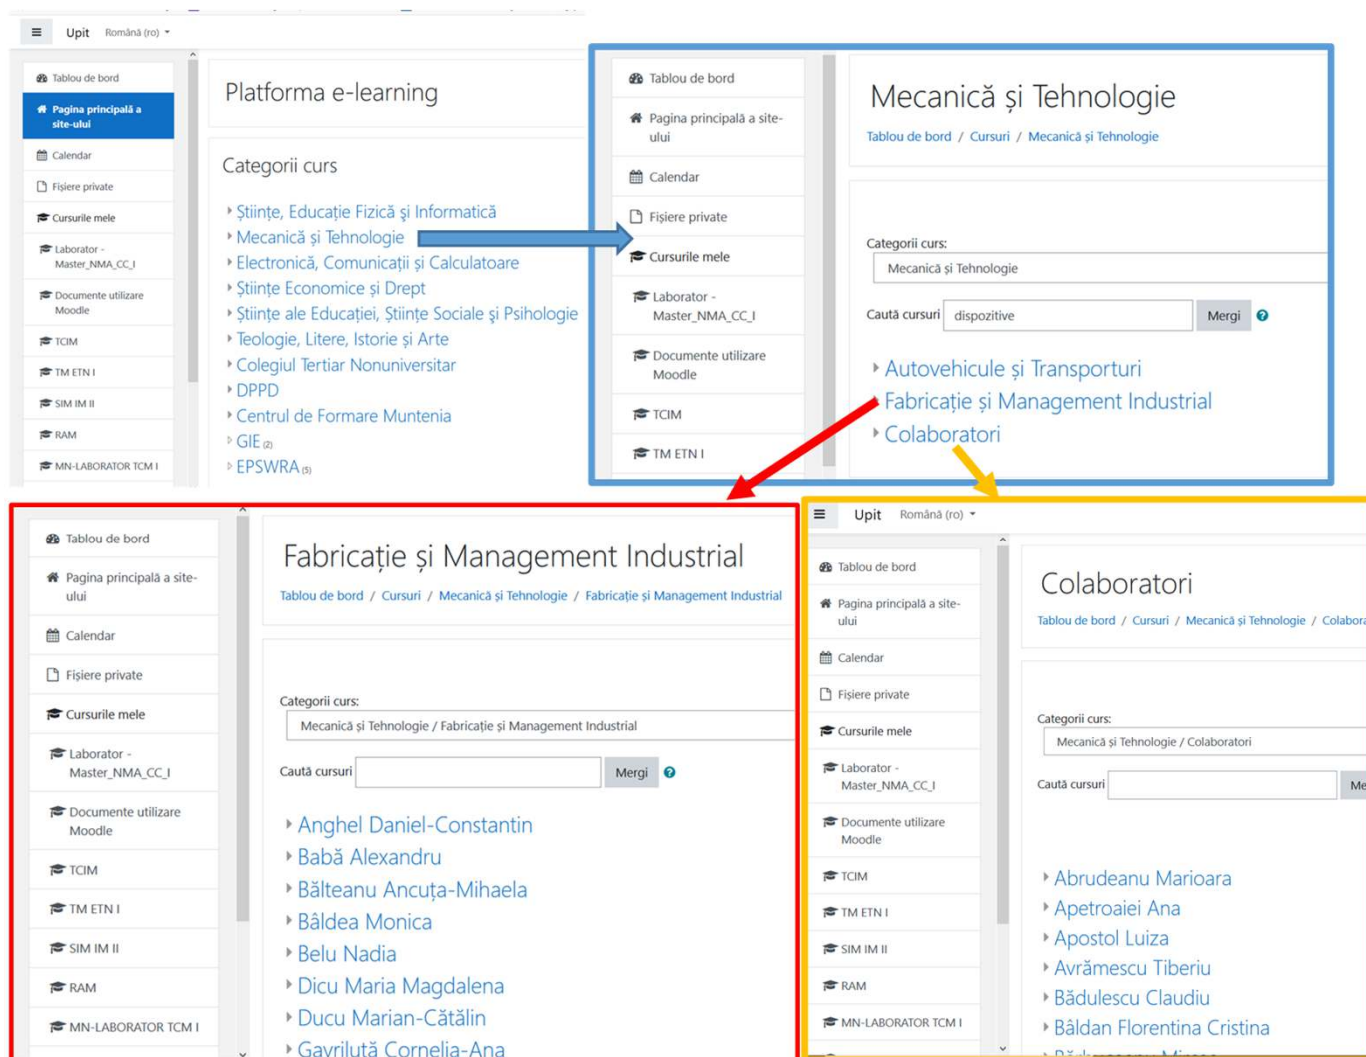 Upit Română (ro)
Tablou de bord
Pagina principală a
site-ului
Calendar
Fișiere private
Cursurile mele
Laborator -
Master_NMA_CC_I
Documente utilizare
Moodle
TCIM
TM ETN I
SIM IM II
RAM
MN-LABORATOR TCM I
Platforma e-learning
Categorii curs
Științe, Educație Fizică şi Informatică
Mecanică și Tehnologie
Electronică, Comunicații și Calculatoare
Științe Economice și Drept
Științe ale Educației, Științe Sociale şi Psihologie
Teologie, Litere, Istorie și Arte
Colegiul Tertiar Nonuniversitar
DPPD
Centrul de Formare Muntenia
GIE (2)
EPSWRA (5)
Tablou de bord
Pagina principală a site-
ului
Calendar
Fișiere private
Cursurile mele
Laborator -
Master_NMA_CC_I
Documente utilizare
Moodle
TCIM
TM ETN I
Mecanică și Tehnologie
Tablou de bord / Cursuri / Mecanică și Tehnologie
Categorii curs:
Mecanică și Tehnologie
Caută cursuri dispozitive Mergi
Autovehicule și Transporturi
Fabricație și Management Industrial
Colaboratori
Tablou de bord
Pagina principală a site-
ului
Calendar
Fișiere private
Cursurile mele
Laborator -
Master_NMA_CC_I
Documente utilizare
Moodle
TCIM
TM ETN I
SIM IM II
RAM
MN-LABORATOR TCM I
Fabricație și Management Industrial
Tablou de bord / Cursuri / Mecanică și Tehnologie / Fabricație și Management Industrial
Categorii curs:
Mecanică și Tehnologie / Fabricație și Management Industrial
Caută cursuri Mergi
Anghel Daniel-Constantin
Babă Alexandru
Bălteanu Ancuța-Mihaela
Bâldea Monica
Belu Nadia
Dicu Maria Magdalena
Ducu Marian-Cătălin
Gavriluță Cornelia-Ana
Upit Română (ro)
Tablou de bord
Pagina principală a site-
ului
Calendar
Fișiere private
Cursurile mele
Laborator -
Master_NMA_CC_I
Documente utilizare
Moodle
TCIM
TM ETN I
SIM IM II
RAM
MN-LABORATOR TCM I
Colaboratori
Tablou de bord / Cursuri / Mecanică și Tehnologie / Colabora
Categorii curs:
Mecanică și Tehnologie / Colaboratori
Caută cursuri Me
Abrudeanu Marioara
Apetroaiei Ana
Apostol Luiza
Avrămescu Tiberiu
Bădulescu Claudiu
Bâldan Florentina Cristina